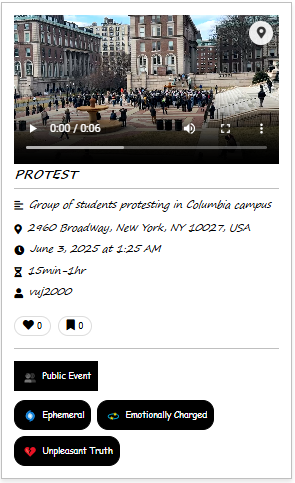 0:00 / 0:06
PROTEST
Group of students protesting in Columbia campus
2960 Broadway, New York, NY 10027, USA
June 3, 2025 at 1:25 AM
15min-1hr
vuj2000
0 0
Public Event
Ephemeral Emotionally Charged
Unpleasant Truth